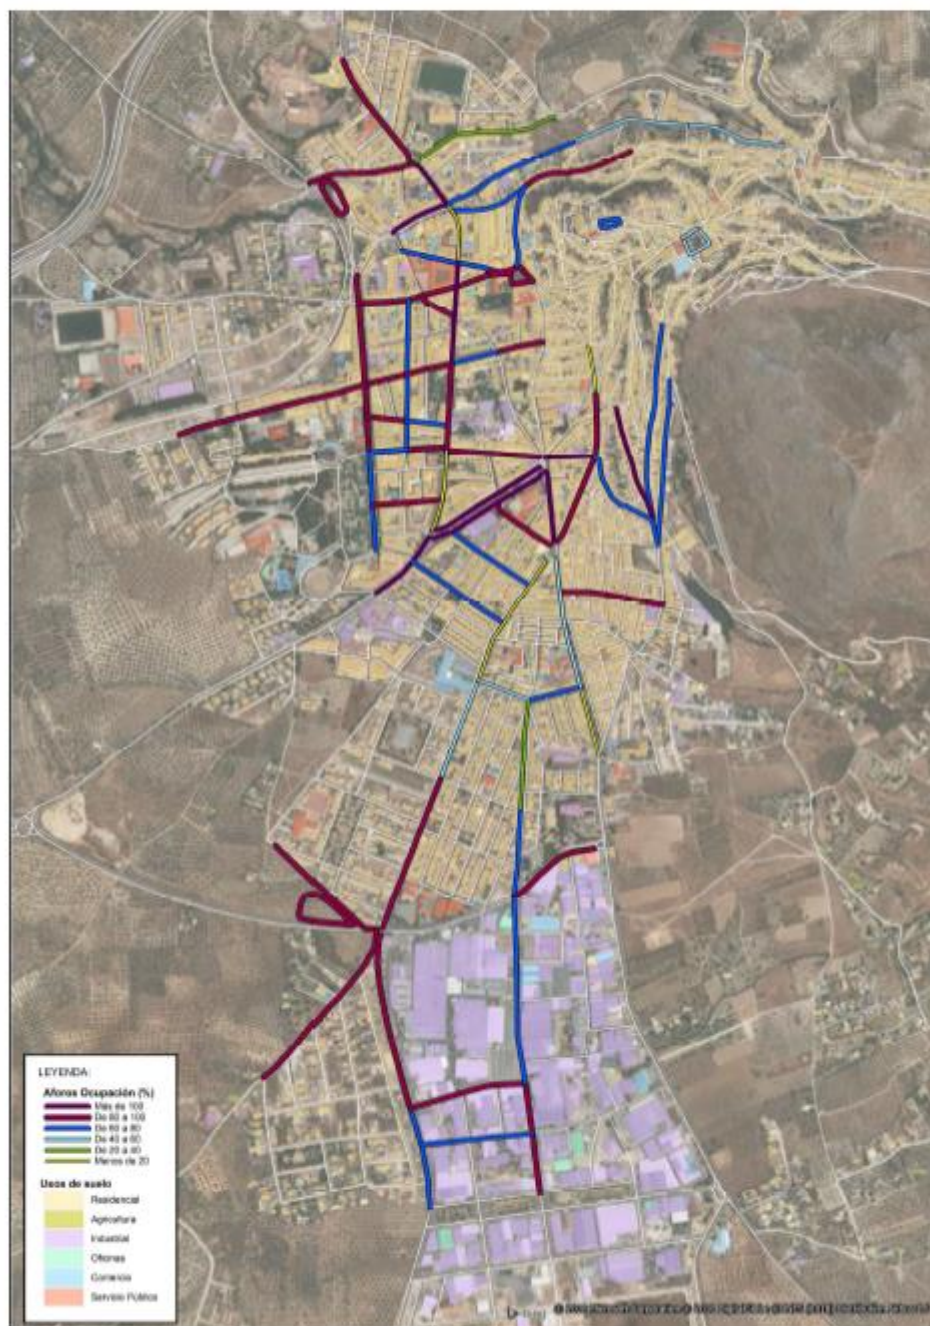 LEYENDA:
Aforos Ocupación (%)
Más de 100
De 80 a 100
De 60 a 80
De 40 a 60
De 20 a 40
Menos de 20
Usos de suelo
Residencial
Agricultura
Industrial
Oficinas
Comercio
Servicio Público